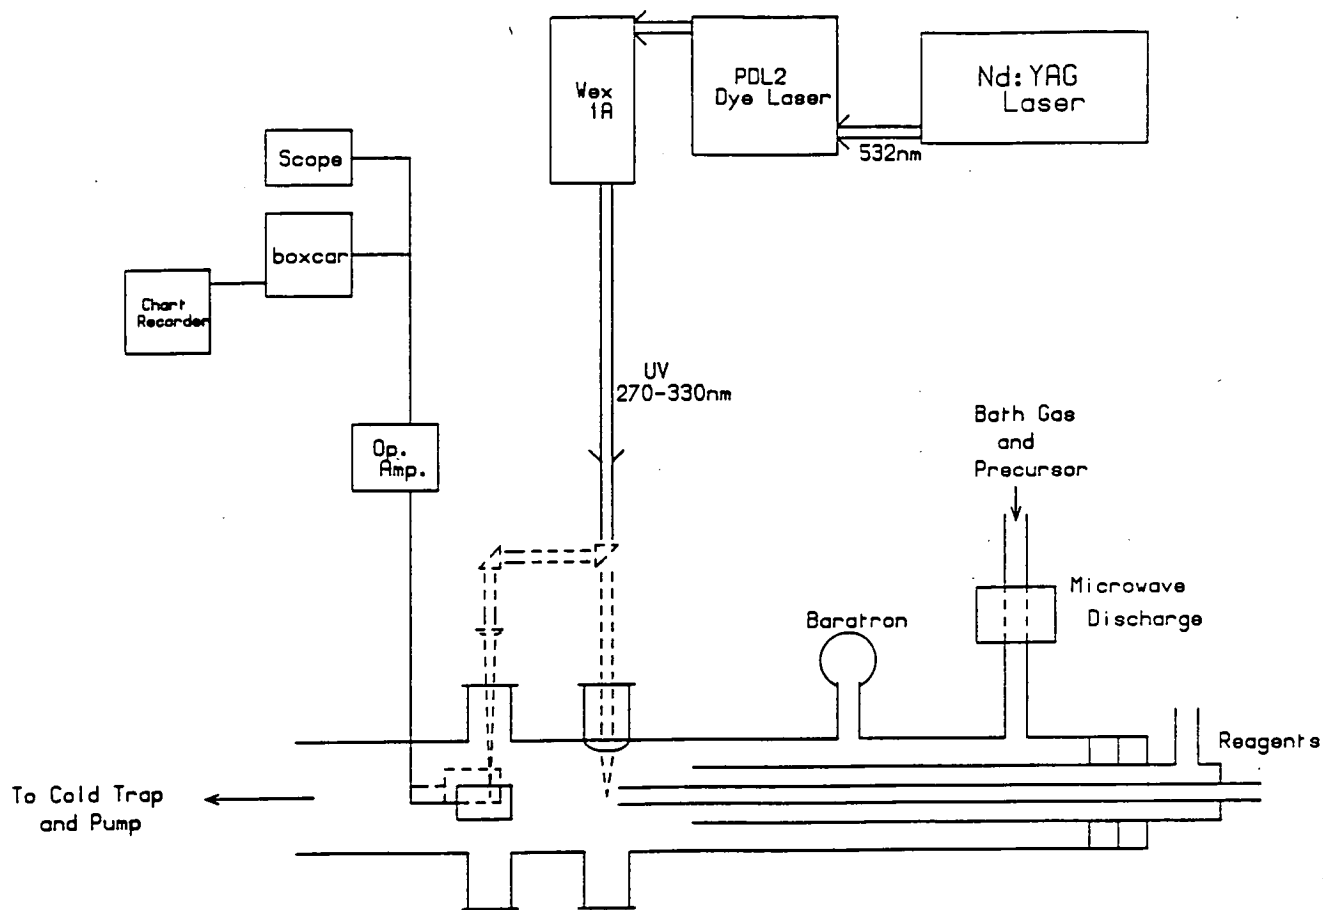 Wex
1A
PDL2
Dye Laser
Nd:YAG
Laser
532nm
Scope
boxcar
Chart
Recorder
UV
270-330nm
Op.
Amp.
Bath Gas
and
Precursor
Microwave
Discharge
Baratron
Reagents
To Cold Trap
and Pump